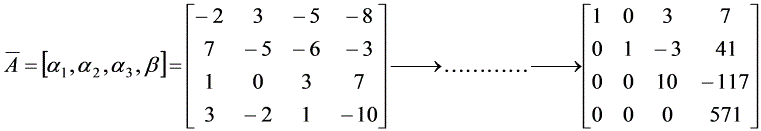 A̅ = [α₁, α₂, α₃, β] = [−2 3 −5 −8 → ............ → [1 0 3 7
7 −5 −6 −3 0 1 −3 41
1 0 3 7 0 0 10 −117
3 −2 1 −10] 0 0 0 571]